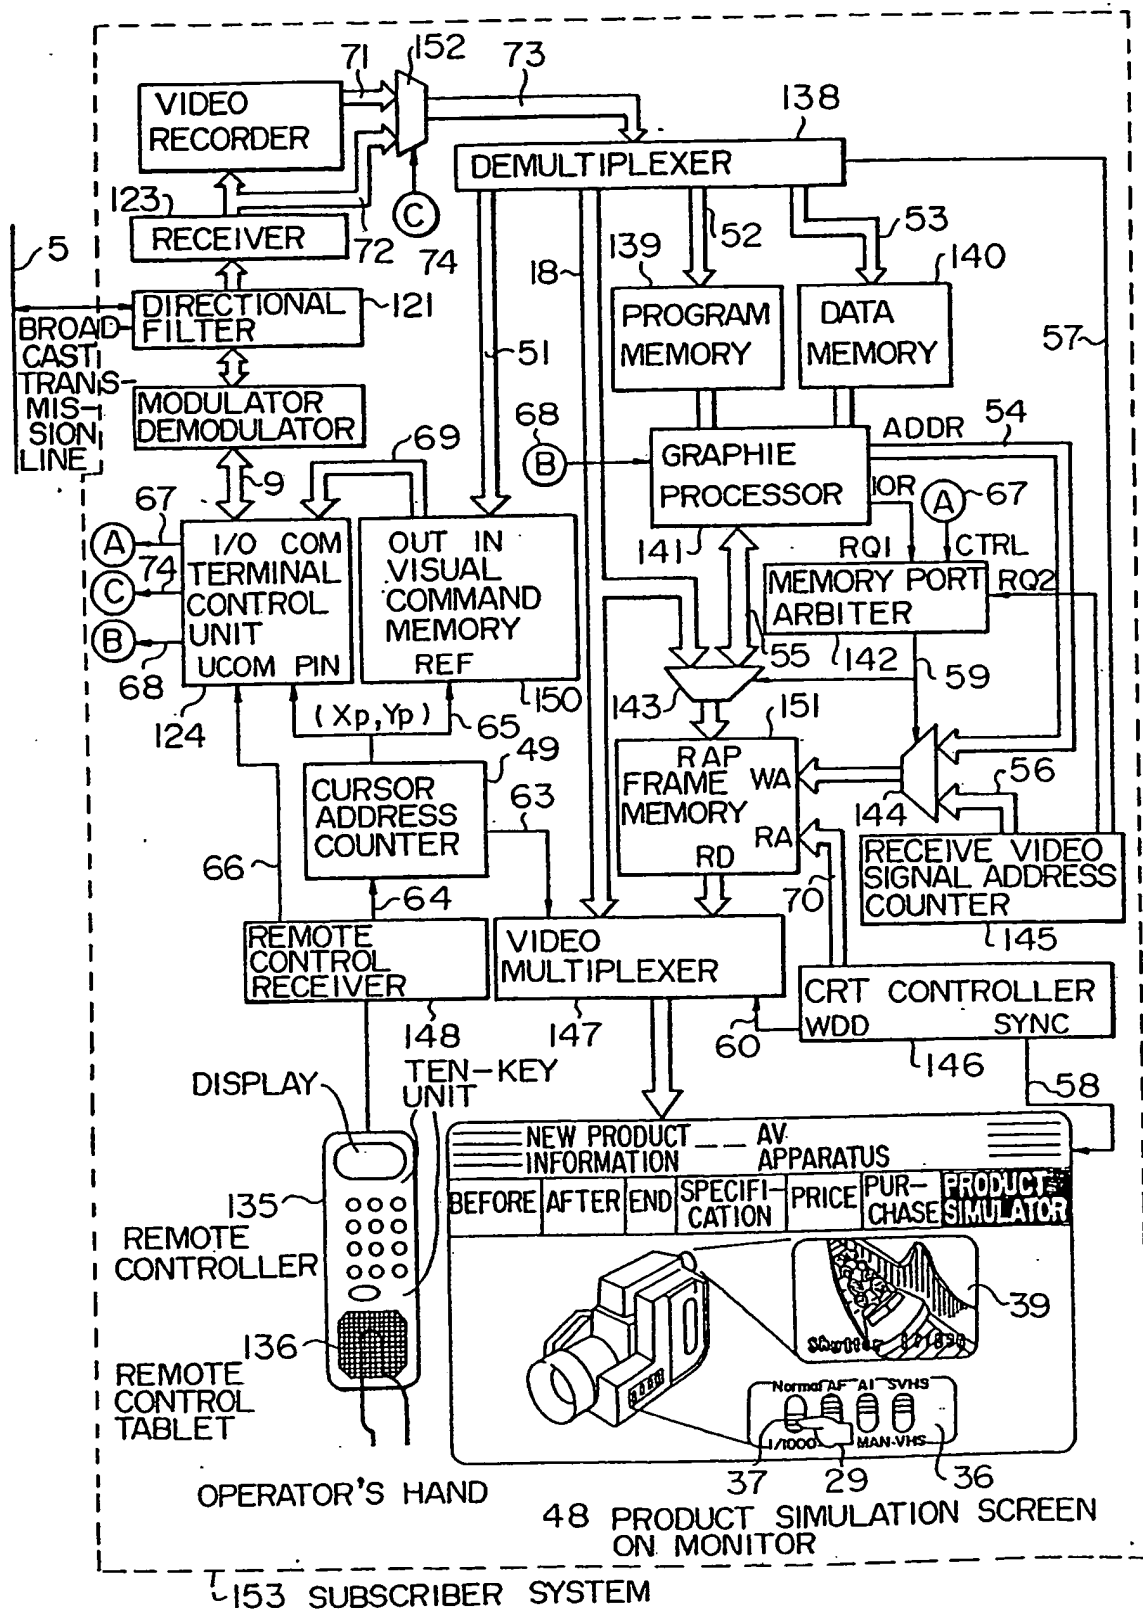 71
152
73
138
VIDEO
RECORDER
DEMULTIPLEXER
123
RECEIVER
C
72
74
18
52
53
139
140
5
DIRECTIONAL
FILTER
121
BROAD
CAST
TRANS-
MIS-
SION
LINE
51
PROGRAM
MEMORY
DATA
MEMORY
57
MODULATOR
DEMODULATOR
69
68
B
ADDR
54
GRAPHIE
PROCESSOR
IOR
A
67
9
67
A
74
C
B
68
I/O COM
TERMINAL
CONTROL
UNIT
UCOM PIN
OUT IN
VISUAL
COMMAND
MEMORY
REF
141
RQ1
CTRL
MEMORY PORT
ARBITER
RQ2
55
142
59
143
124
(Xp,Yp)
65
150
151
49
CURSOR
ADDRESS
COUNTER
63
RAP
FRAME
MEMORY
WA
RA
RD
144
56
66
64
70
RECEIVE VIDEO
SIGNAL ADDRESS
COUNTER
145
REMOTE
CONTROL
RECEIVER
VIDEO
MULTIPLEXER
CRT CONTROLLER
WDD
SYNC
148
147
60
146
58
DISPLAY
TEN-KEY
UNIT
NEW PRODUCT __ AV
INFORMATION APPARATUS
BEFORE
AFTER
END
SPECIFI-
CATION
PRICE
PUR-
CHASE
PRODUCT
SIMULATOR
135
REMOTE
CONTROLLER
39
Shutter
136
REMOTE
CONTROL
TABLET
Normal AF AI SVHS
1/1000 MAN-VHS
37
29
36
OPERATOR'S HAND
48 PRODUCT SIMULATION SCREEN
ON MONITOR
153 SUBSCRIBER SYSTEM